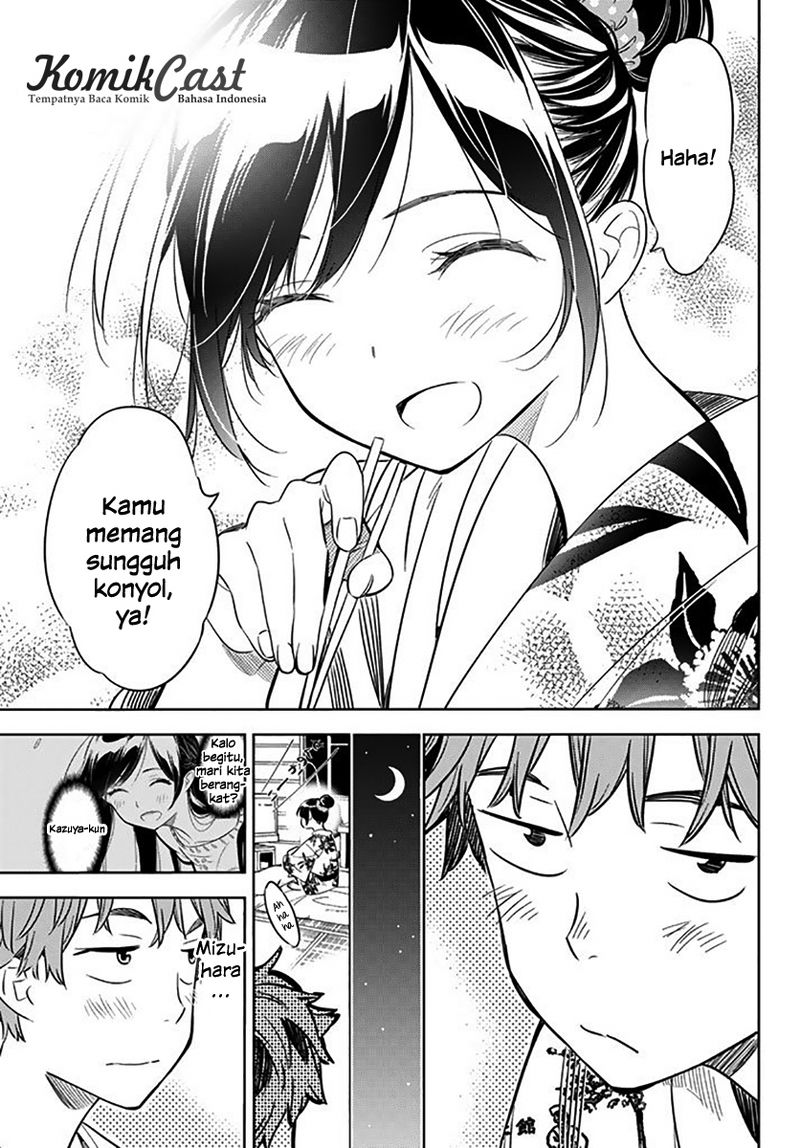 KomikCast
Tempatnya Baca Komik Bahasa Indonesia
Haha!
Kamu
memang
sungguh
konyol,
ya!
館
Ah
ha
ha
Kalo
begitu,
mari kita
berang-
kat?
Kazuya-kun
Mizu-
hara
...